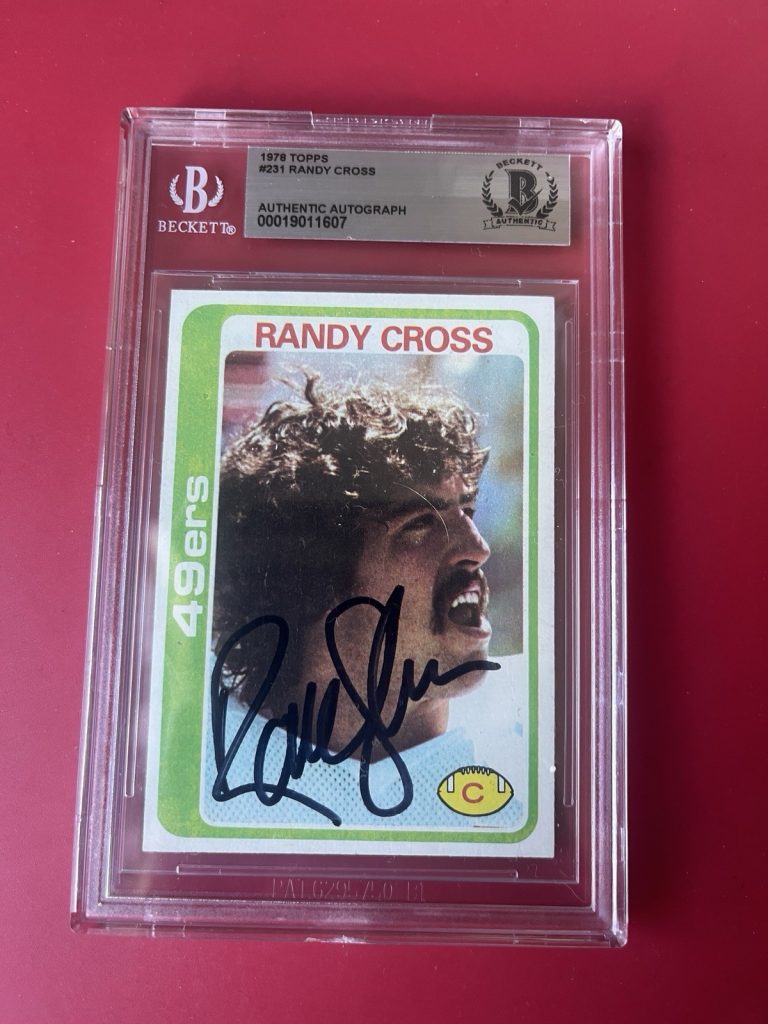 1978 TOPPS
#231 RANDY CROSS
AUTHENTIC AUTOGRAPH
00019011607
B
BECKETT®
BECKETT
B
AUTHENTIC
RANDY CROSS
49ers
C